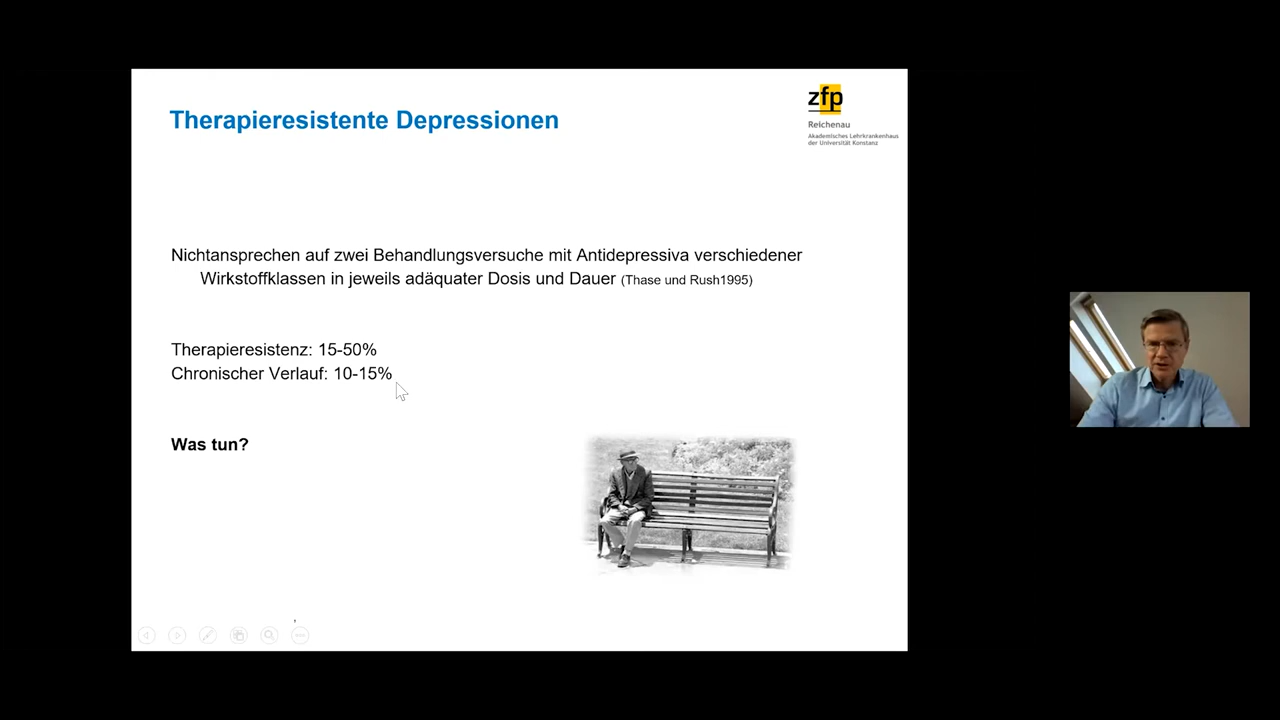 Therapieresistente Depressionen
zfp
Reichenau
Akademisches Lehrkrankenhaus
der Universität Konstanz
Nichtansprechen auf zwei Behandlungsversuche mit Antidepressiva verschiedener
Wirkstoffklassen in jeweils adäquater Dosis und Dauer (Thase und Rush1995)
Therapieresistenz: 15-50%
Chronischer Verlauf: 10-15%
Was tun?